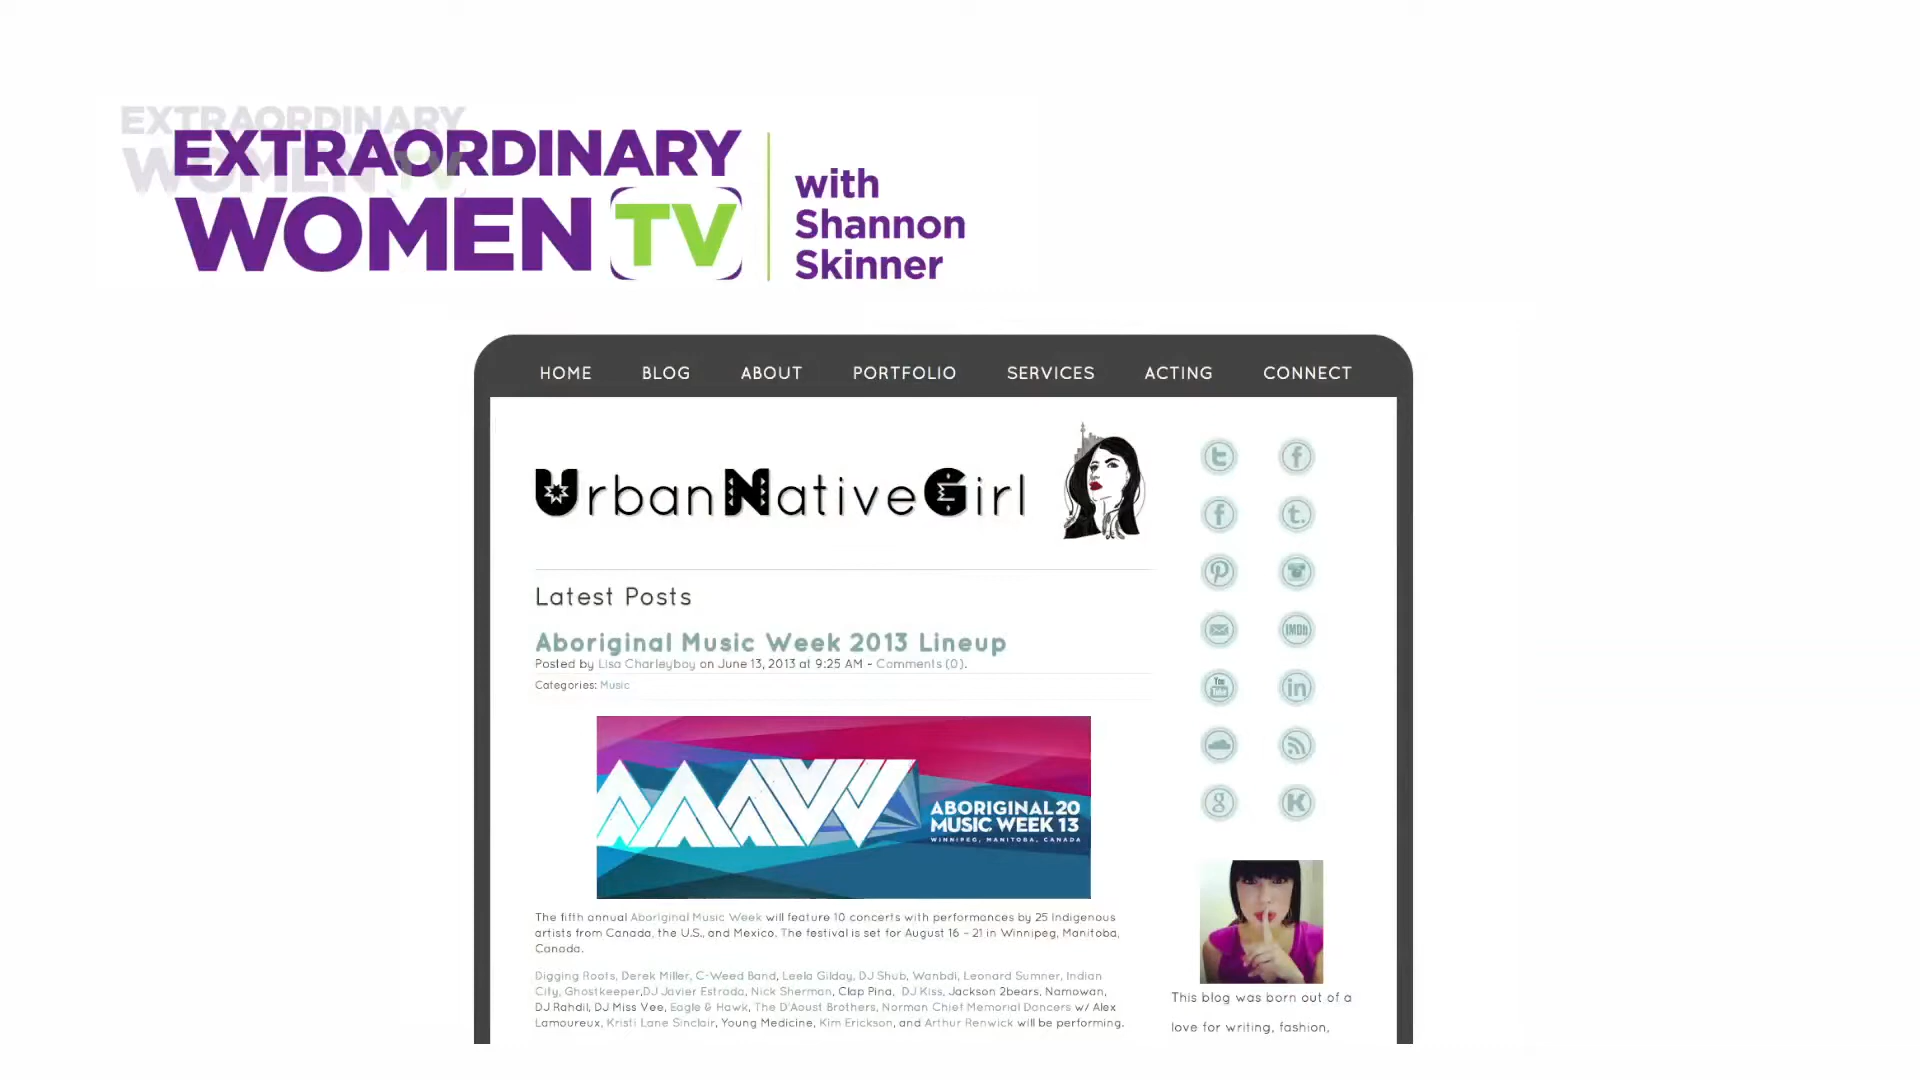 EXTRAORDINARY
WOMEN TV
EXTRAORDINARY
WOMEN TV
with
Shannon
Skinner
HOME BLOG ABOUT PORTFOLIO SERVICES ACTING CONNECT
UrbanNativeGirl
Latest Posts
Aboriginal Music Week 2013 Lineup
Posted by Lisa Charleyboy on June 13, 2013 at 9:25 AM - Comments (0).
Categories: Music
IMDb
You
Tube
ABORIGINAL 20
MUSIC WEEK 13
WINNIPEG, MANITOBA, CANADA
The fifth annual Aboriginal Music Week will feature 10 concerts with performances by 25 Indigenous
artists from Canada, the U.S., and Mexico. The festival is set for August 16 – 21 in Winnipeg, Manitoba,
Canada.
Digging Roots, Derek Miller, C-Weed Band, Leela Gilday, DJ Shub, Wanbdi, Leonard Sumner, Indian
City, Ghostkeeper,DJ Javier Estrada, Nick Sherman, Clap Pina, DJ Kiss, Jackson 2bears, Namowan,
DJ Rahdil, DJ Miss Vee, Eagle & Hawk, The D'Aoust Brothers, Norman Chief Memorial Dancers w/ Alex
Lamoureux, Kristi Lane Sinclair, Young Medicine, Kim Erickson, and Arthur Renwick will be performing.
This blog was born out of a
love for writing, fashion,